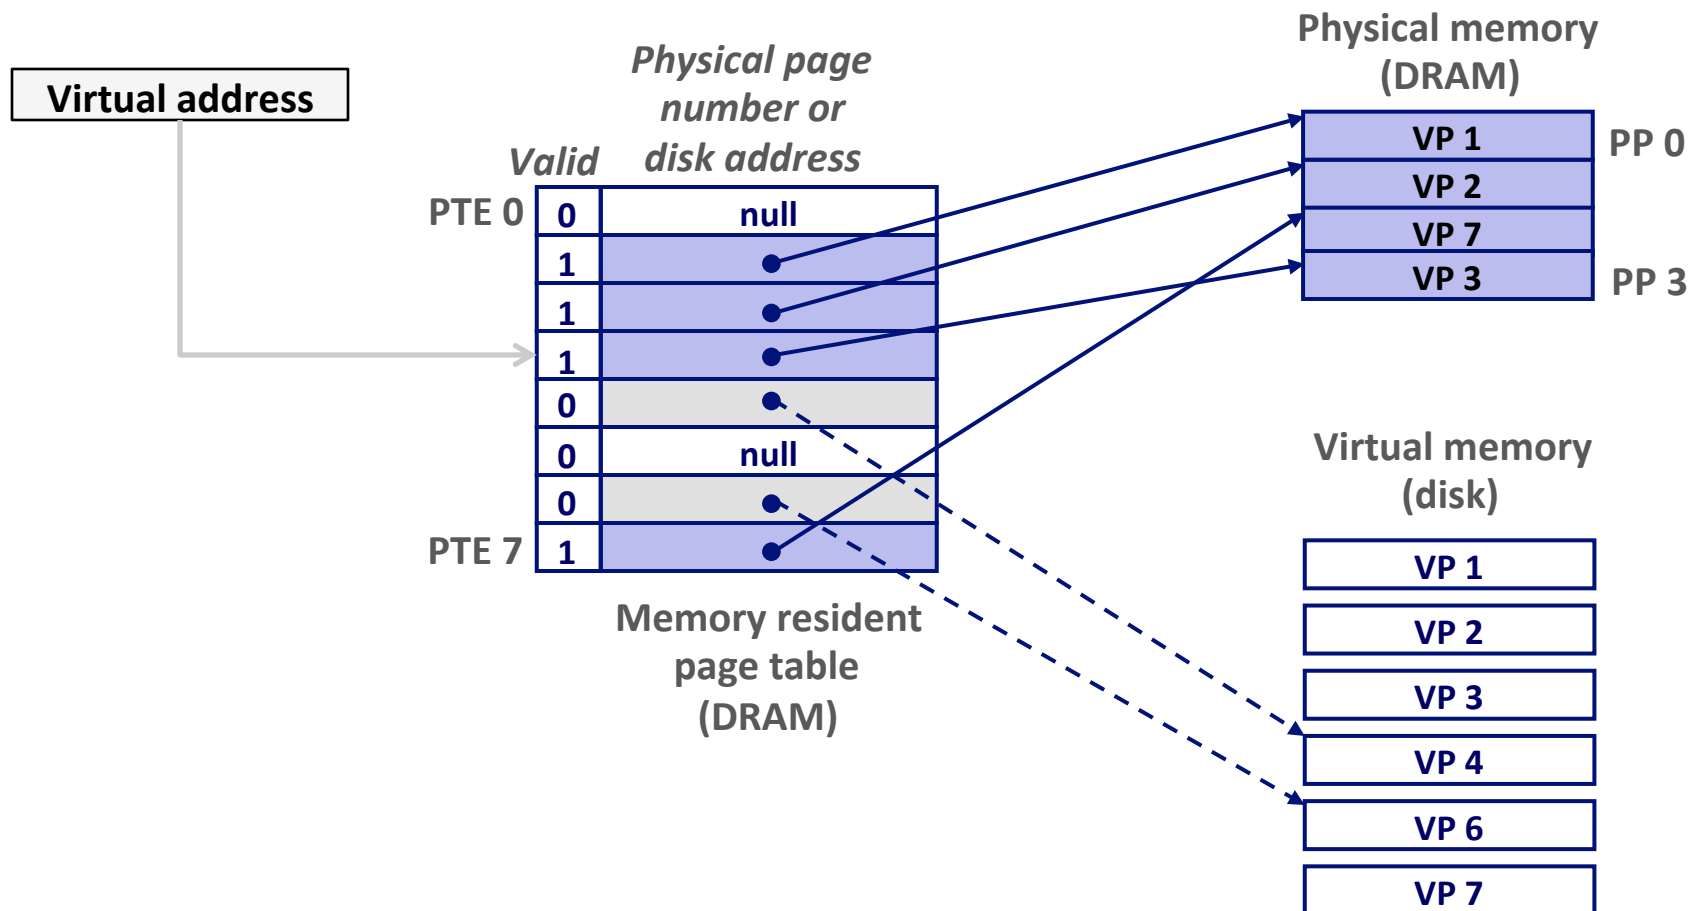 Virtual address
Physical page
number or
disk address
Valid
PTE 0
0
null
1
1
1
0
0
null
0
PTE 7
1
Memory resident
page table
(DRAM)
Physical memory
(DRAM)
VP 1
PP 0
VP 2
VP 7
VP 3
PP 3
Virtual memory
(disk)
VP 1
VP 2
VP 3
VP 4
VP 6
VP 7